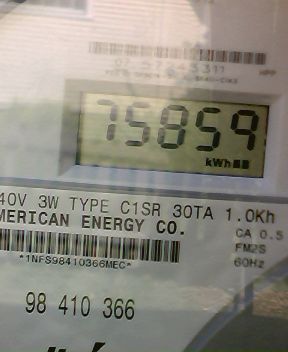 75859
kWh
40V 3W TYPE C1SR 30TA 1.0Kh
MERICAN ENERGY CO.
CA 0.5
FM2S
60Hz
*1NFS98410366MEC*
98 410 366